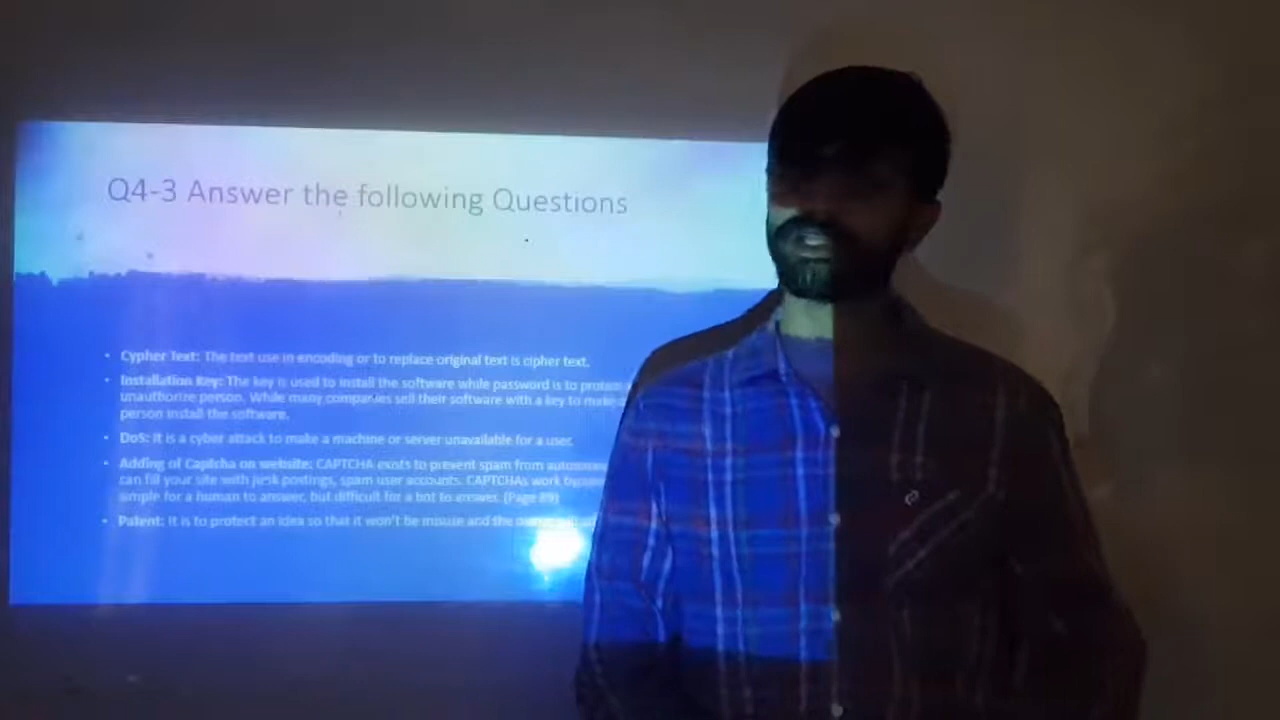 Q4-3 Answer the following Questions
• Cypher Text: The text use in encoding or to replace original text is cipher text.
• Installation Key: The key is used to install the software while password is to protect
unauthorize person. While many companies sell their software with a key to make
person install the software.
• DoS: It is a cyber attack to make a machine or server unavailable for a user.
• Adding of Captcha on website: CAPTCHA exists to prevent spam from
can fill your site with junk postings, spam user accounts. CAPTCHAs work by
simple for a human to answer, but difficult for a bot to answer. (Page 89)
• Patent: It is to protect an idea so that it won't be misuse and the